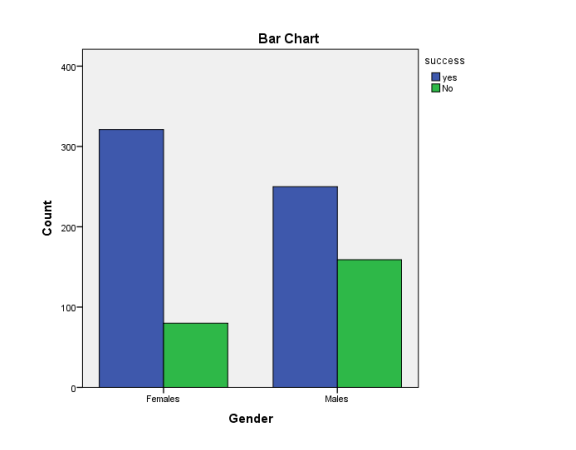 Bar Chart
success
yes
No
400
300
200
100
0
Count
Females
Males
Gender